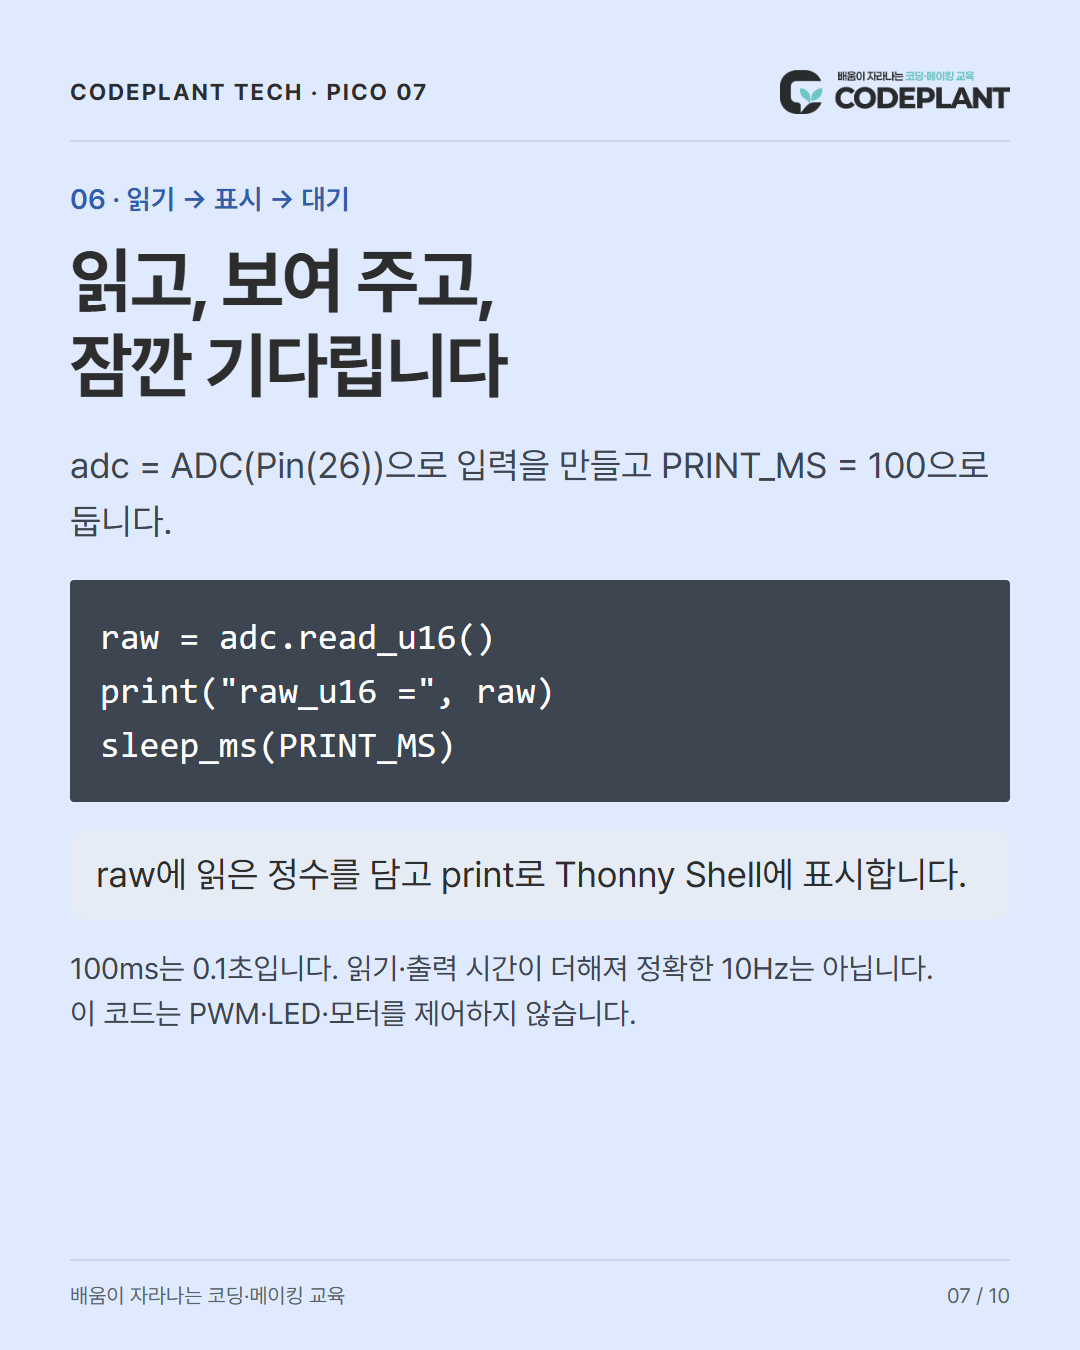 CODEPLANT TECH · PICO 07
배움이 자라나는 코딩·메이킹 교육
CODEPLANT
06 · 읽기 → 표시 → 대기
읽고, 보여 주고,
잠깐 기다립니다
adc = ADC(Pin(26))으로 입력을 만들고 PRINT_MS = 100으로
둡니다.
raw = adc.read_u16()
print("raw_u16 =", raw)
sleep_ms(PRINT_MS)
raw에 읽은 정수를 담고 print로 Thonny Shell에 표시합니다.
100ms는 0.1초입니다. 읽기·출력 시간이 더해져 정확한 10Hz는 아닙니다.
이 코드는 PWM·LED·모터를 제어하지 않습니다.
배움이 자라나는 코딩·메이킹 교육
07 / 10